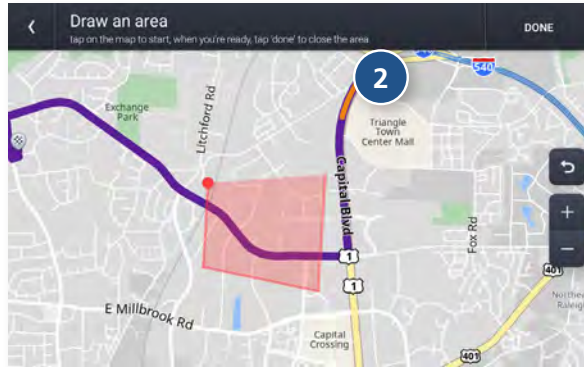 Draw an area
tap on the map to start, when you're ready, tap 'done' to close the area
DONE
2
540
Exchange
Park
Litchford Rd
Triangle
Town
Center Mall
Capital Blvd
Fox Rd
+
−
1
1
401
Northea
Raleig
E Millbrook Rd
Capital
Crossing
401